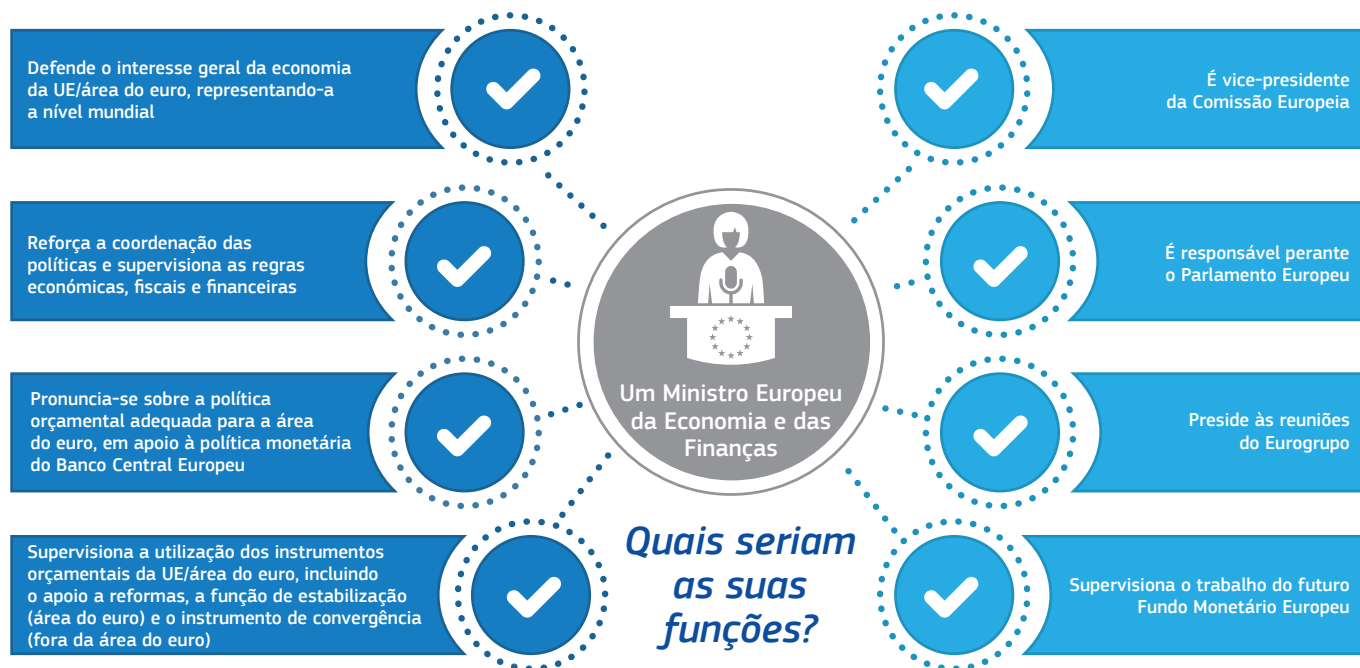 Defende o interesse geral da economia
da UE/área do euro, representando-a
a nível mundial
Reforça a coordenação das
políticas e supervisiona as regras
económicas, fiscais e financeiras
Pronuncia-se sobre a política
orçamental adequada para a área
do euro, em apoio à política monetária
do Banco Central Europeu
Supervisiona a utilização dos instrumentos
orçamentais da UE/área do euro, incluindo
o apoio a reformas, a função de estabilização
(área do euro) e o instrumento de convergência
(fora da área do euro)
Um Ministro Europeu
da Economia e das
Finanças
Quais seriam
as suas
funções?
É vice-presidente
da Comissão Europeia
É responsável perante
o Parlamento Europeu
Preside às reuniões
do Eurogrupo
Supervisiona o trabalho do futuro
Fundo Monetário Europeu